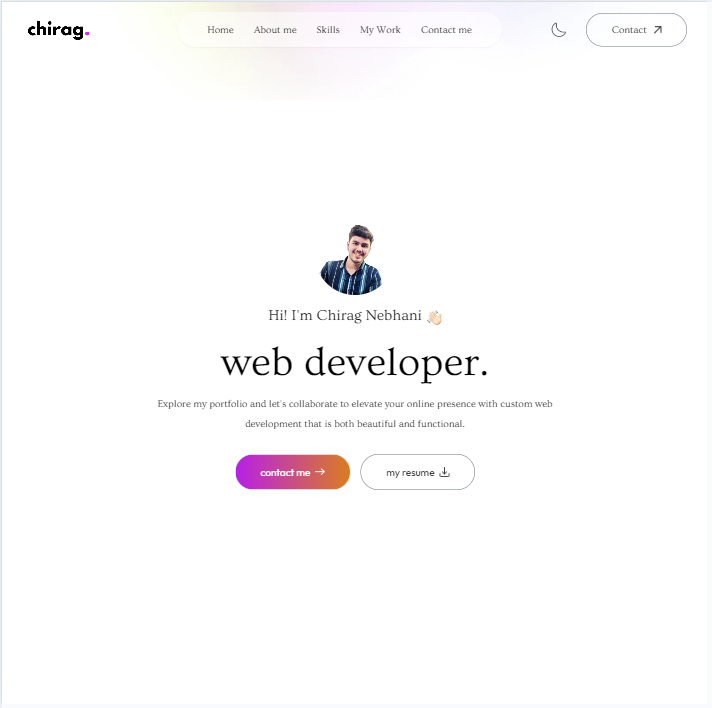 chirag.
Home About me Skills My Work Contact me
Contact
Hi! I'm Chirag Nebhani 👋🏻
web developer.
Explore my portfolio and let's collaborate to elevate your online presence with custom web
development that is both beautiful and functional.
contact me →
my resume